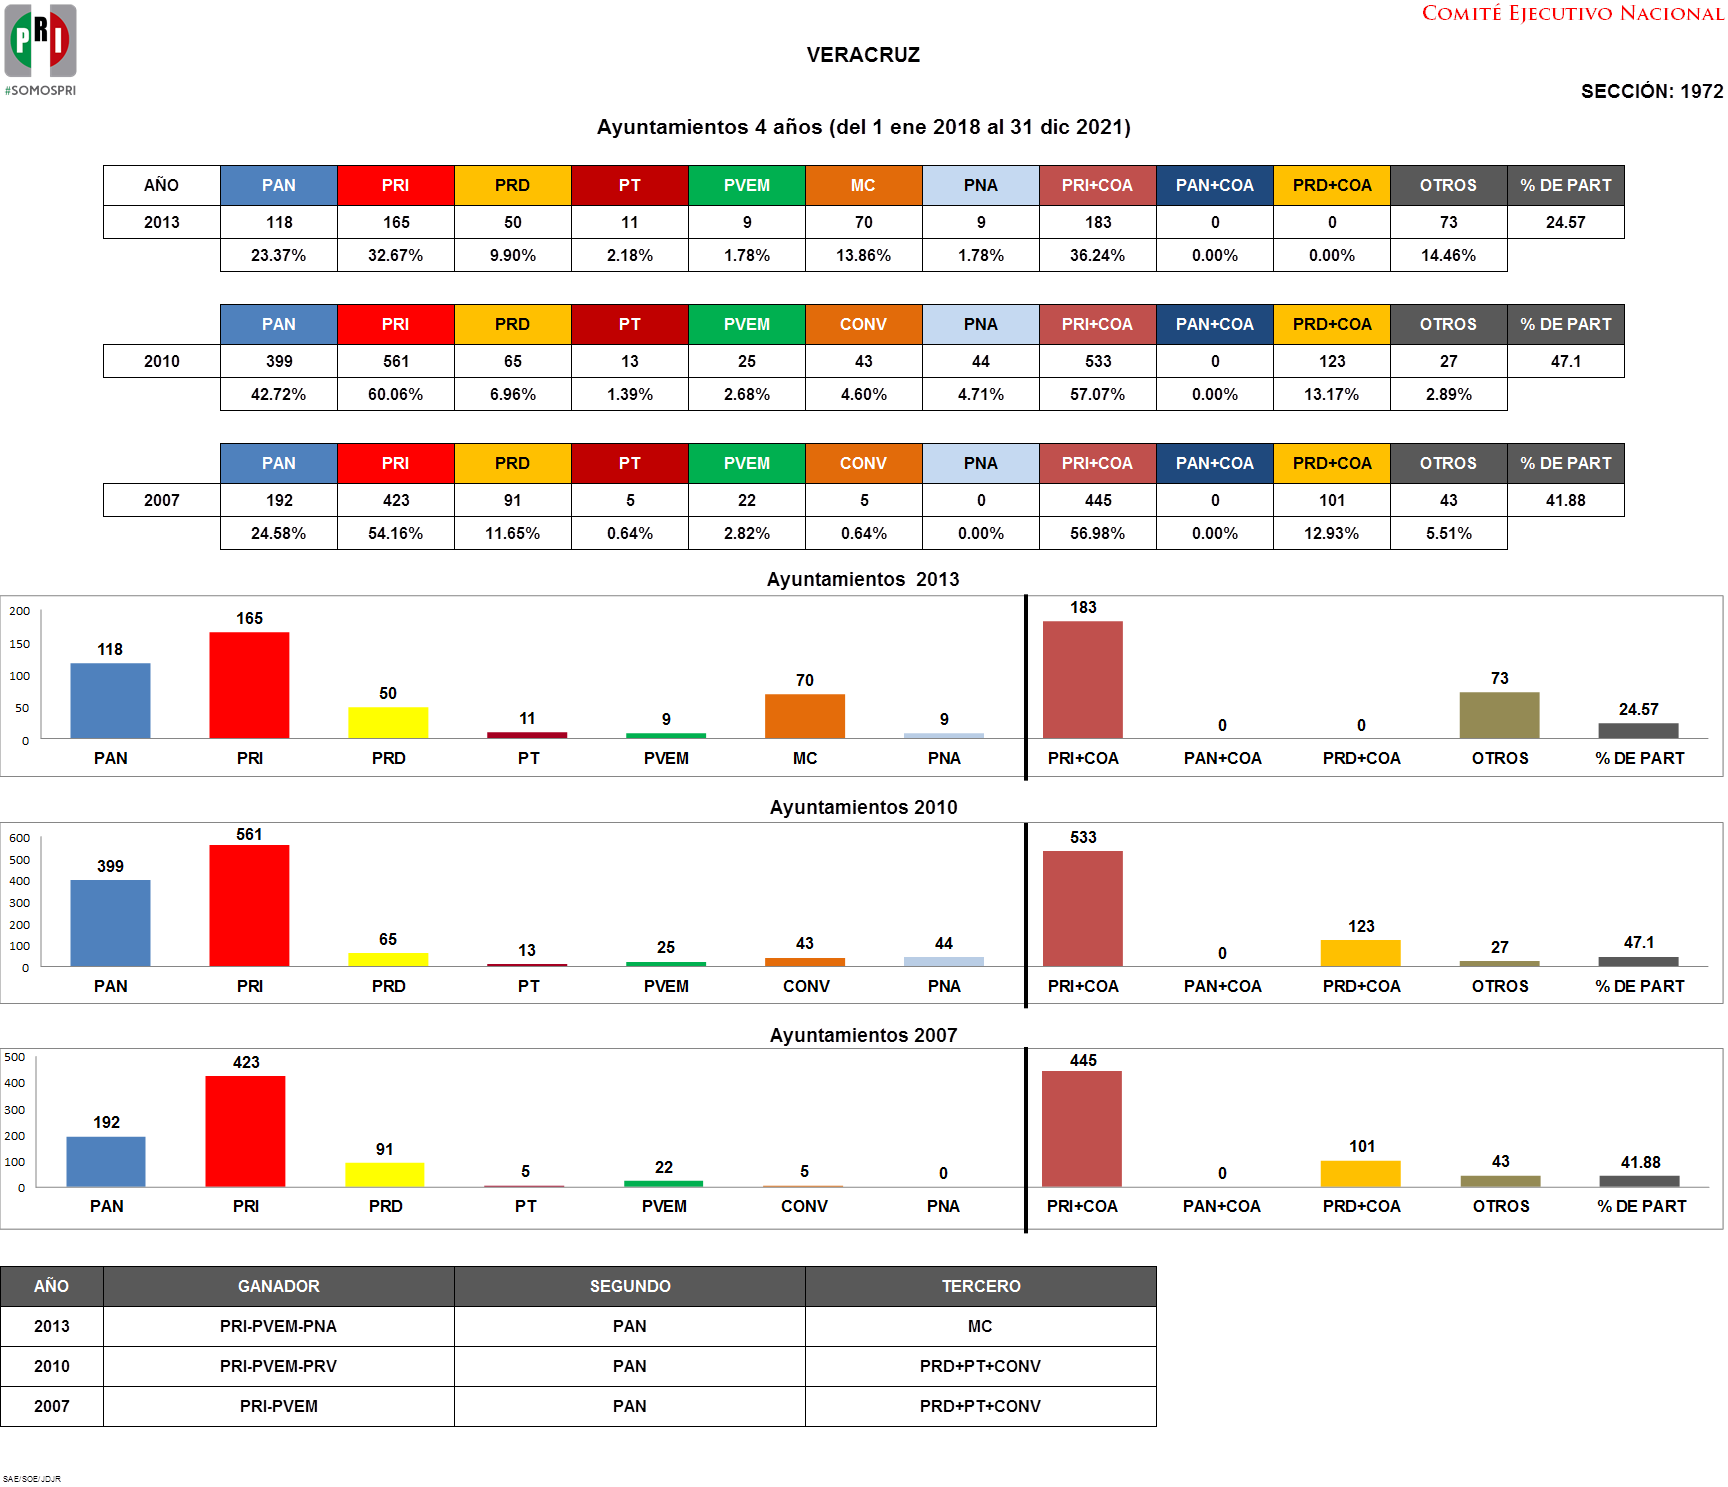 COMITÉ EJECUTIVO NACIONAL
PRI
#SOMOSPRI
VERACRUZ
SECCIÓN: 1972
Ayuntamientos 4 años (del 1 ene 2018 al 31 dic 2021)
AÑO PAN PRI PRD PT PVEM MC PNA PRI+COA PAN+COA PRD+COA OTROS % DE PART
2013 118 165 50 11 9 70 9 183 0 0 73 24.57
23.37% 32.67% 9.90% 2.18% 1.78% 13.86% 1.78% 36.24% 0.00% 0.00% 14.46%
PAN PRI PRD PT PVEM CONV PNA PRI+COA PAN+COA PRD+COA OTROS % DE PART
2010 399 561 65 13 25 43 44 533 0 123 27 47.1
42.72% 60.06% 6.96% 1.39% 2.68% 4.60% 4.71% 57.07% 0.00% 13.17% 2.89%
PAN PRI PRD PT PVEM CONV PNA PRI+COA PAN+COA PRD+COA OTROS % DE PART
2007 192 423 91 5 22 5 0 445 0 101 43 41.88
24.58% 54.16% 11.65% 0.64% 2.82% 0.64% 0.00% 56.98% 0.00% 12.93% 5.51%
Ayuntamientos 2013
200
150
100
50
0
118 165 50 11 9 70 9 183 0 0 73 24.57
PAN PRI PRD PT PVEM MC PNA PRI+COA PAN+COA PRD+COA OTROS % DE PART
Ayuntamientos 2010
600
500
400
300
200
100
0
399 561 65 13 25 43 44 533 0 123 27 47.1
PAN PRI PRD PT PVEM CONV PNA PRI+COA PAN+COA PRD+COA OTROS % DE PART
Ayuntamientos 2007
500
400
300
200
100
0
192 423 91 5 22 5 0 445 0 101 43 41.88
PAN PRI PRD PT PVEM CONV PNA PRI+COA PAN+COA PRD+COA OTROS % DE PART
AÑO GANADOR SEGUNDO TERCERO
2013 PRI-PVEM-PNA PAN MC
2010 PRI-PVEM-PRV PAN PRD+PT+CONV
2007 PRI-PVEM PAN PRD+PT+CONV
SAE/SOE/JDJR